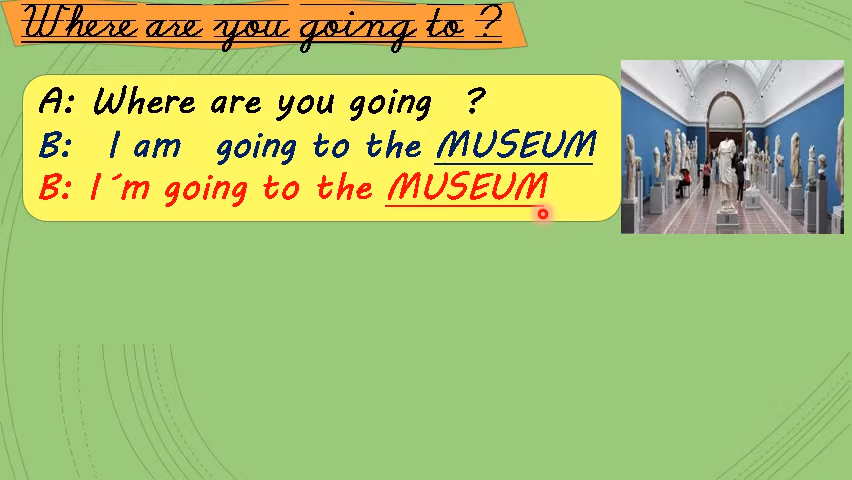 Where are you going to ?
A: Where are you going ?
B: I am going to the MUSEUM
B: I´m going to the MUSEUM